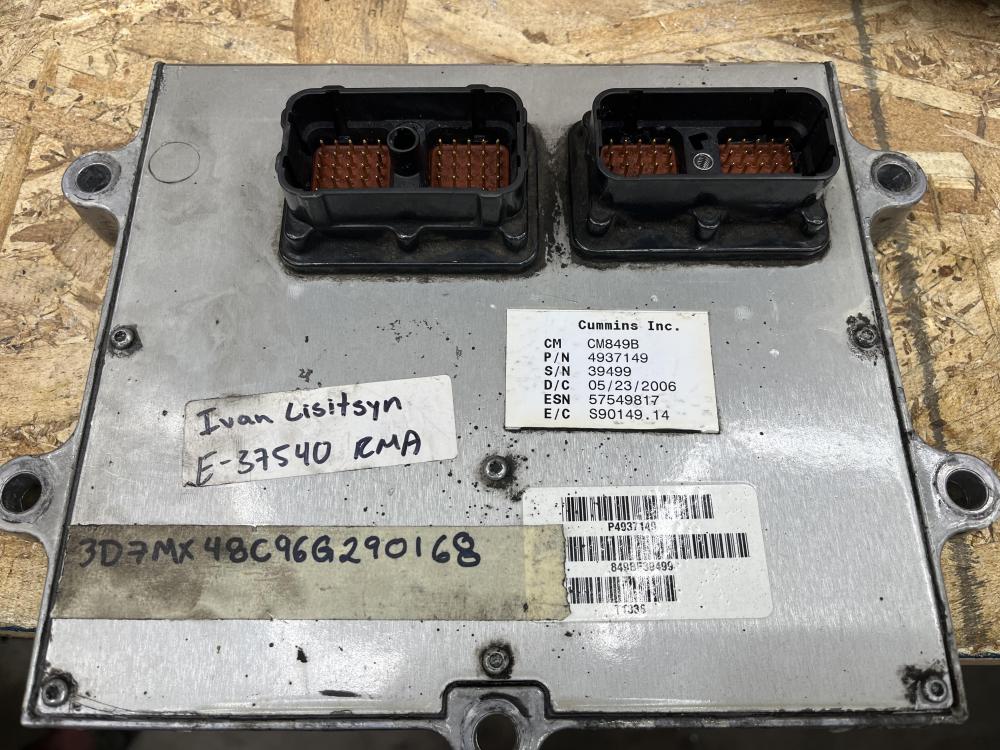 Cummins Inc.
CM CM849B
P/N 4937149
S/N 39499
D/C 05/23/2006
ESN 57549817
E/C S90149.14
Ivan Lisitsyn
E-37540 RMA
P4937149
3D7MX48C96G290168